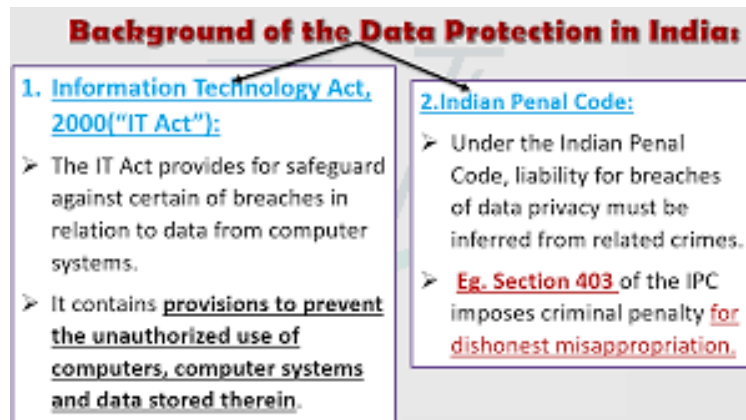 Background of the Data Protection in India:
1. Information Technology Act,
2000("IT Act"):
➢ The IT Act provides for safeguard
against certain of breaches in
relation to data from computer
systems.
➢ It contains provisions to prevent
the unauthorized use of
computers, computer systems
and data stored therein.
2.Indian Penal Code:
➢ Under the Indian Penal
Code, liability for breaches
of data privacy must be
inferred from related crimes.
➢ Eg. Section 403 of the IPC
imposes criminal penalty for
dishonest misappropriation.